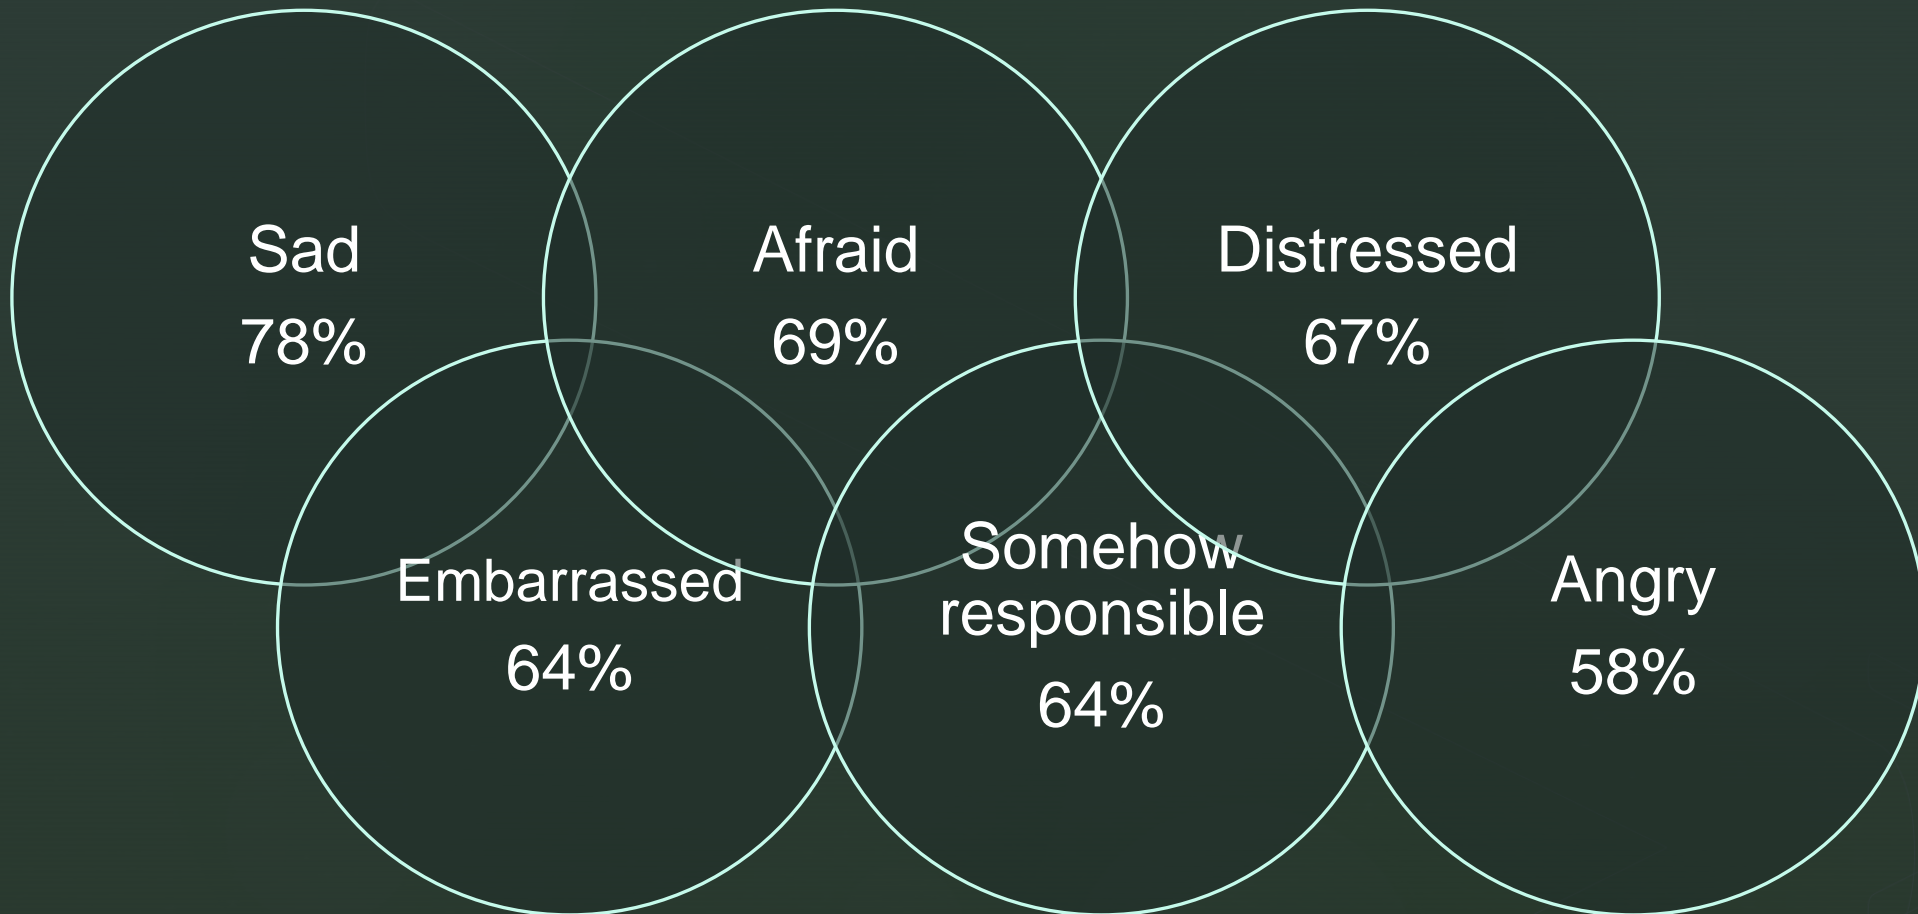 Sad
78%
Afraid
69%
Distressed
67%
Embarrassed
64%
Somehow
responsible
64%
Angry
58%